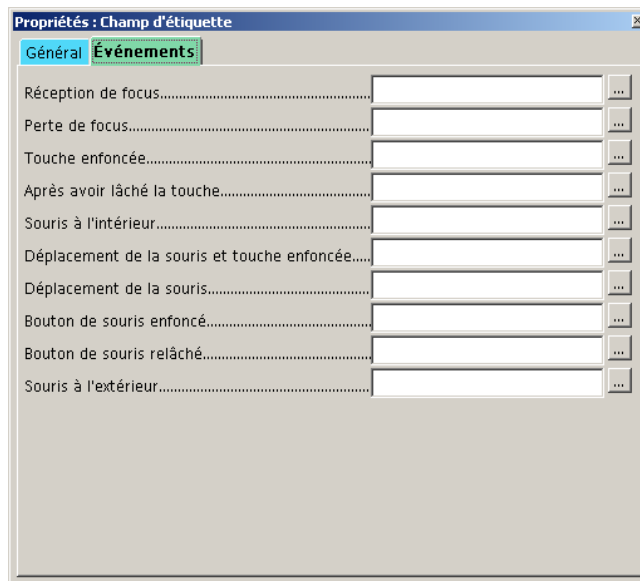 Propriétés : Champ d'étiquette
Général Événements
Réception de focus.................................................... ...
Perte de focus..................................................... ...
Touche enfoncée.................................................. ...
Après avoir lâché la touche.................................. ...
Souris à l'intérieur................................................ ...
Déplacement de la souris et touche enfoncée..... ...
Déplacement de la souris..................................... ...
Bouton de souris enfoncé..................................... ...
Bouton de souris relâché...................................... ...
Souris à l'extérieur................................................ ...